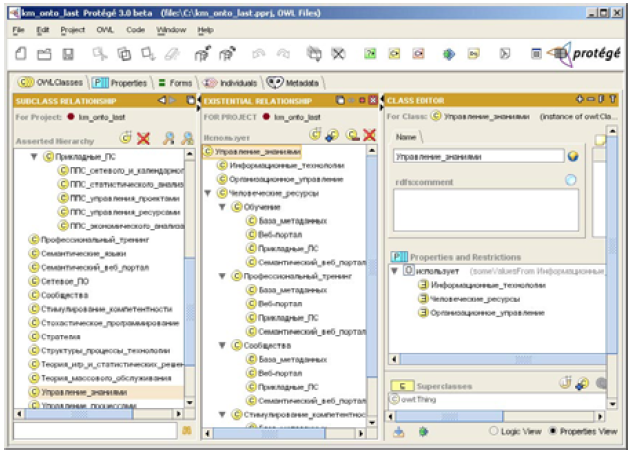 km_onto_last Protégé 3.0 beta (file:\C:\km_onto_last.pprj, OWL Files)
File Edit Project OWL Code Window Help
protégé
OWLClasses Properties Forms Individuals Metadata
SUBCLASS RELATIONSHIP
For Project: km_onto_last
Asserted Hierarchy
Прикладные_ПС
ППС_сетевого_и_календарног
ППС_статистического_анализ
ППС_управления_проектами
ППС_управления_ресурсами
ППС_экономического_анализа
Профессиональный_тренинг
Семантические_языки
Семантический_веб_портал
Сетевое_ПО
Сообщества
Стимулирование_компетентности
Стохастическое_программирование
Стратегия
Структуры_процессы_технологии
Теория_игр_и_статистических_реше
Теория_массового_обслуживания
Управление_знаниями
Управление_процессами
EXISTENTIAL RELATIONSHIP
FOR PROJECT km_onto_last
Использует
Управление_знаниями
Информационные_технологии
Организационное_управление
Человеческие_ресурсы
Обучение
База_метаданных
Веб-портал
Прикладные_ПС
Семантический_веб_портал
Профессиональный_тренинг
База_метаданных
Веб-портал
Прикладные_ПС
Семантический_веб_портал
Сообщества
База_метаданных
Веб-портал
Прикладные_ПС
Семантический_веб_портал
Стимулирование_компетентнос
CLASS EDITOR
For Class: Управление_знаниями (instance of owl:Cla...
Name
Управление_знаниями
rdfs:comment
Properties and Restrictions
использует (someValuesFrom Информационные_
Информационные_технологии
Человеческие_ресурсы
Организационное_управление
Superclasses
owl:Thing
Logic View Properties View